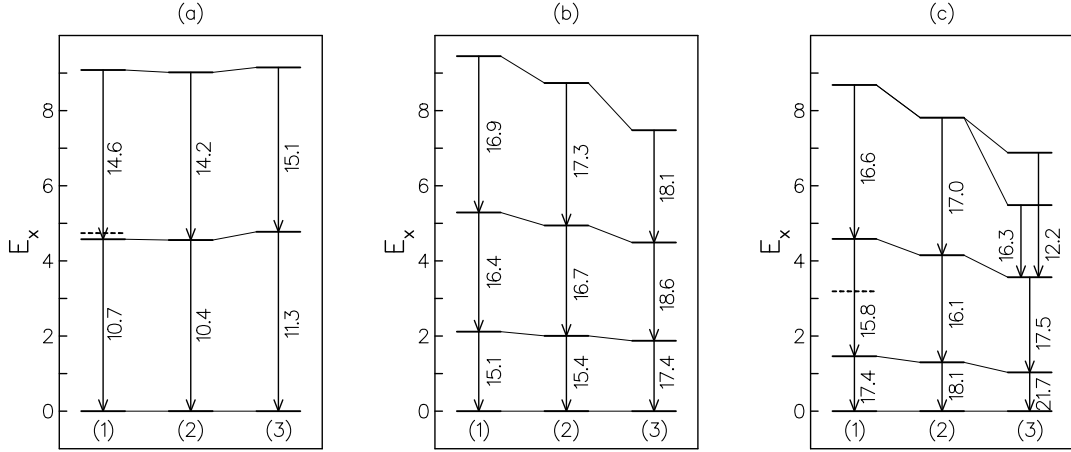 (a) (b) (c)
8 8 8
14.6 14.2 15.1 16.9 17.3 18.1 16.6 17.0
6 6 6
E_x E_x E_x
16.3 12.2
4 4 4
10.7 10.4 11.3 16.4 16.7 18.6 15.8 16.1 17.5
2 2 2
15.1 15.4 17.4 17.4 18.1 21.7
0 0 0
(1) (2) (3) (1) (2) (3) (1) (2) (3)